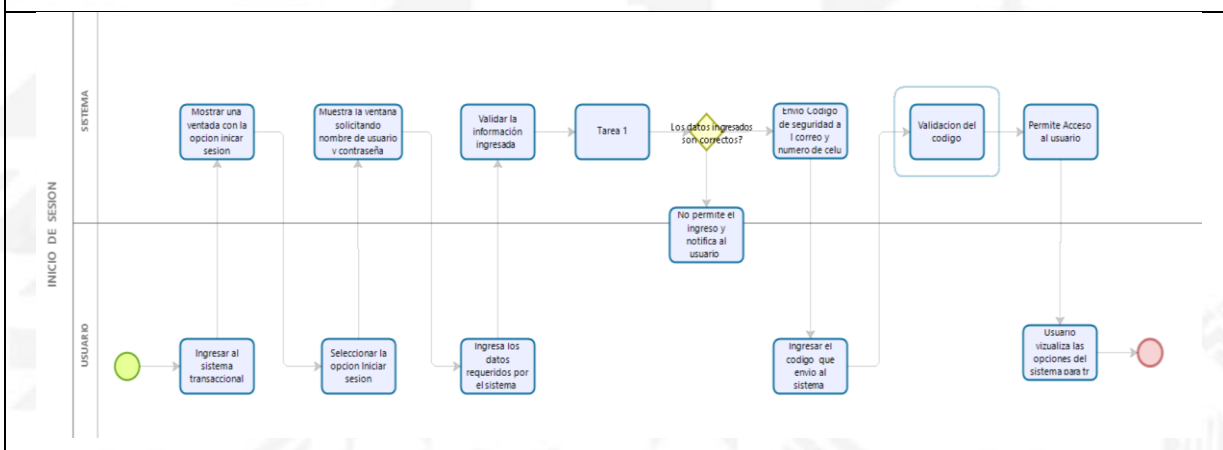 INICIO DE SESION
SISTEMA
Mostrar una
ventada con la
opcion inicar
sesion
Muestra la ventana
solicitando
nombre de usuario
y contraseña
Validar la
información
ingresada
Tarea 1
Los datos ingresados
son correctos?
Envio Codigo
de seguridad a
l correo y
numero de celu
Validacion del
codigo
Permite Acceso
al usuario
No permite el
ingreso y
notifica al
usuario
USUARIO
Ingresar al
sistema
transaccional
Seleccionar la
opcion Iniciar
sesion
Ingresa los
datos
requeridos por
el sistema
Ingresar el
codigo que
envio al
sistema
Usuario
vizualiza las
opciones del
sistema para tr